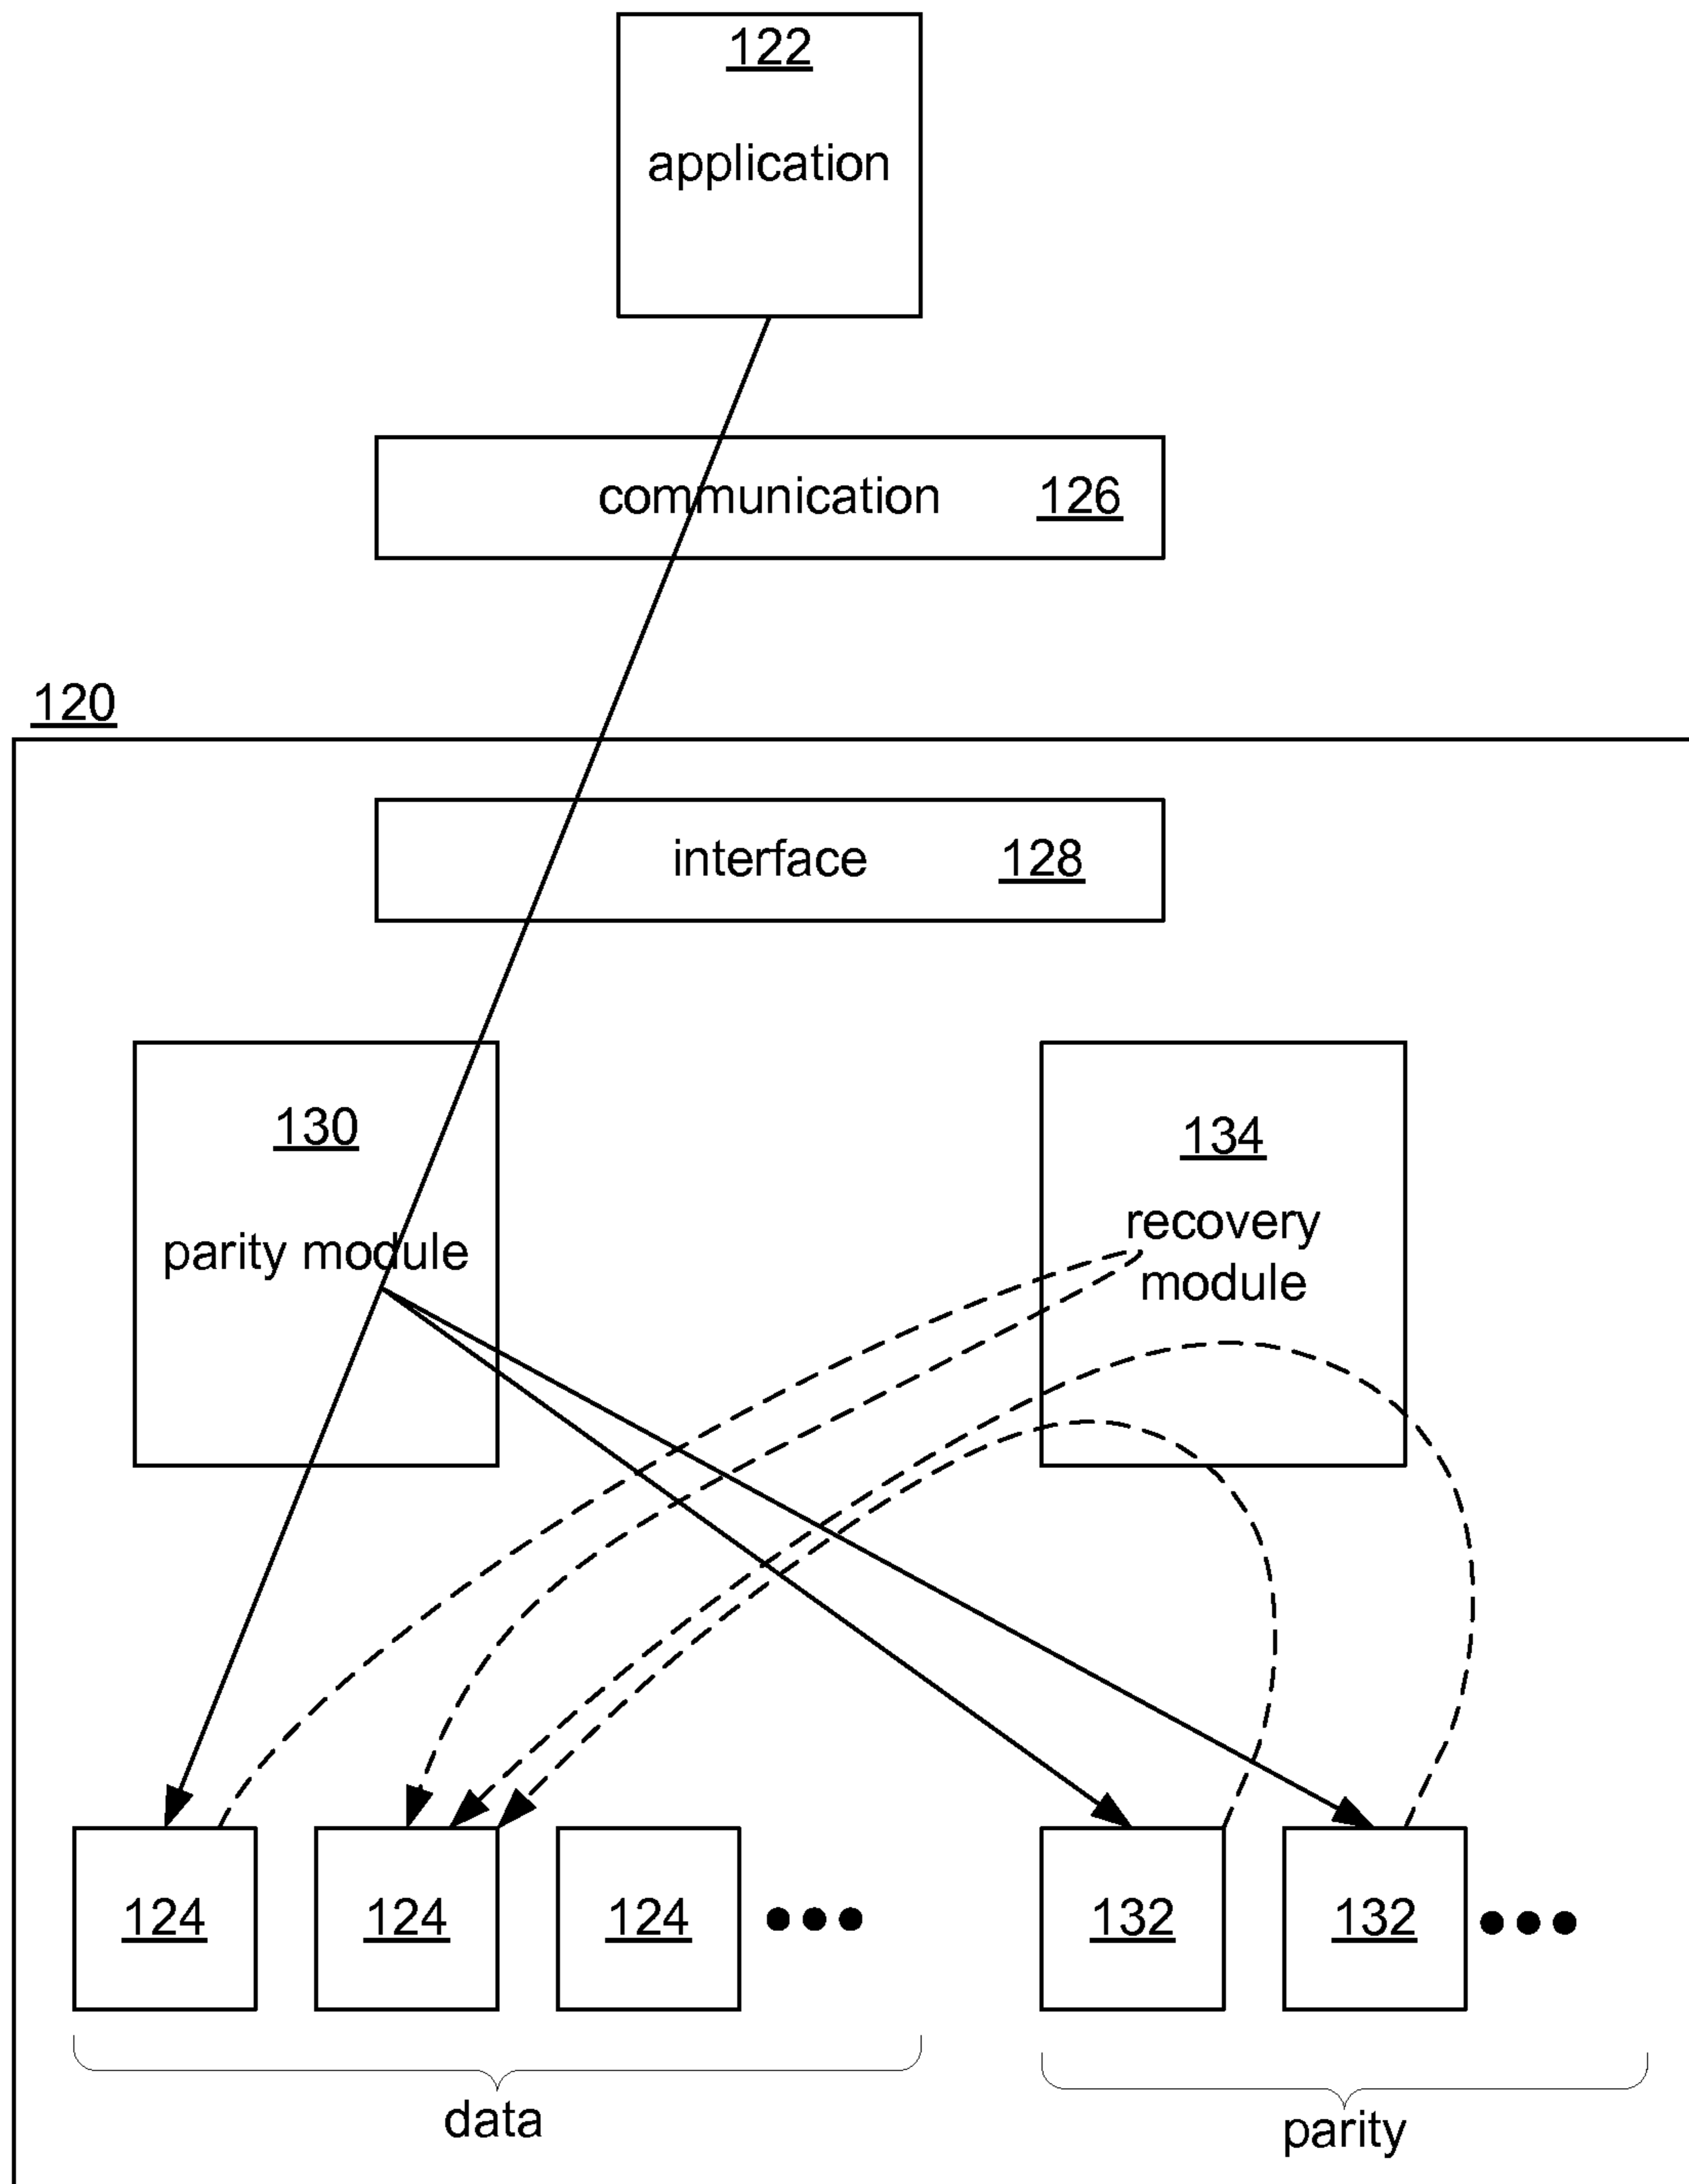 122
application
communication 126
120
interface 128
130
parity module
134
recovery
module
124 124 124 132 132
data
parity